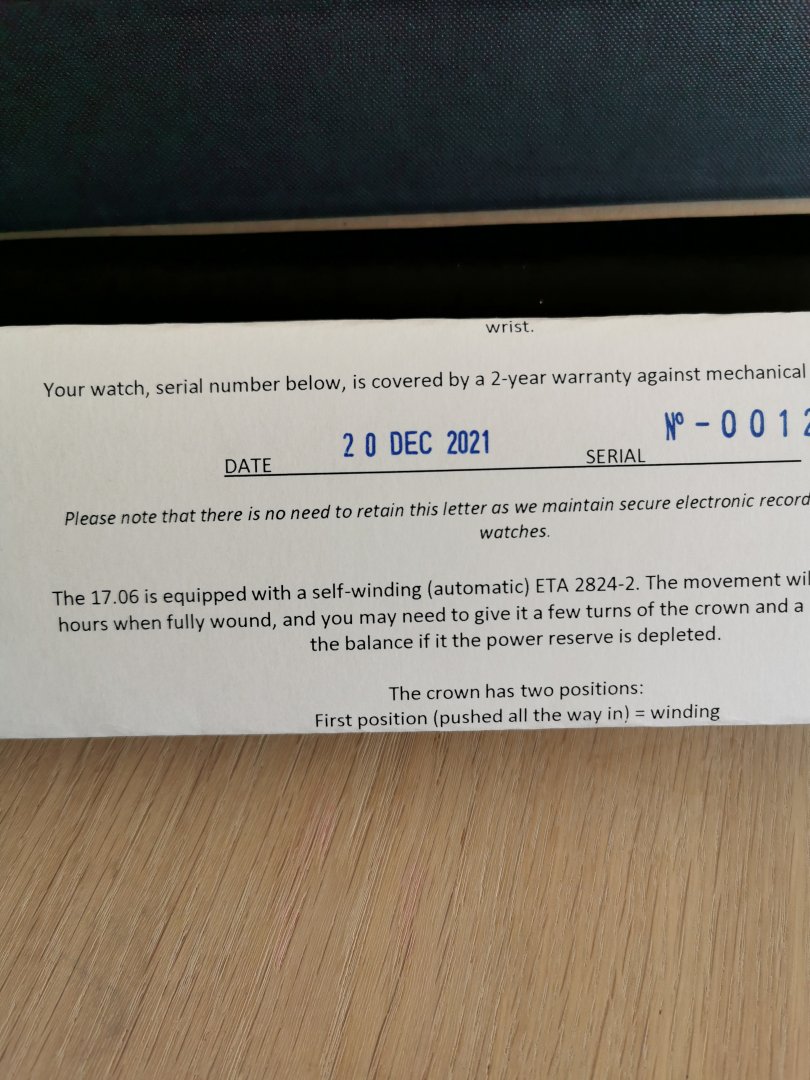 wrist.
Your watch, serial number below, is covered by a 2-year warranty against mechanical
DATE 20 DEC 2021 SERIAL Nº - 0012
Please note that there is no need to retain this letter as we maintain secure electronic record
watches.
The 17.06 is equipped with a self-winding (automatic) ETA 2824-2. The movement wil
hours when fully wound, and you may need to give it a few turns of the crown and a
the balance if it the power reserve is depleted.
The crown has two positions:
First position (pushed all the way in) = winding